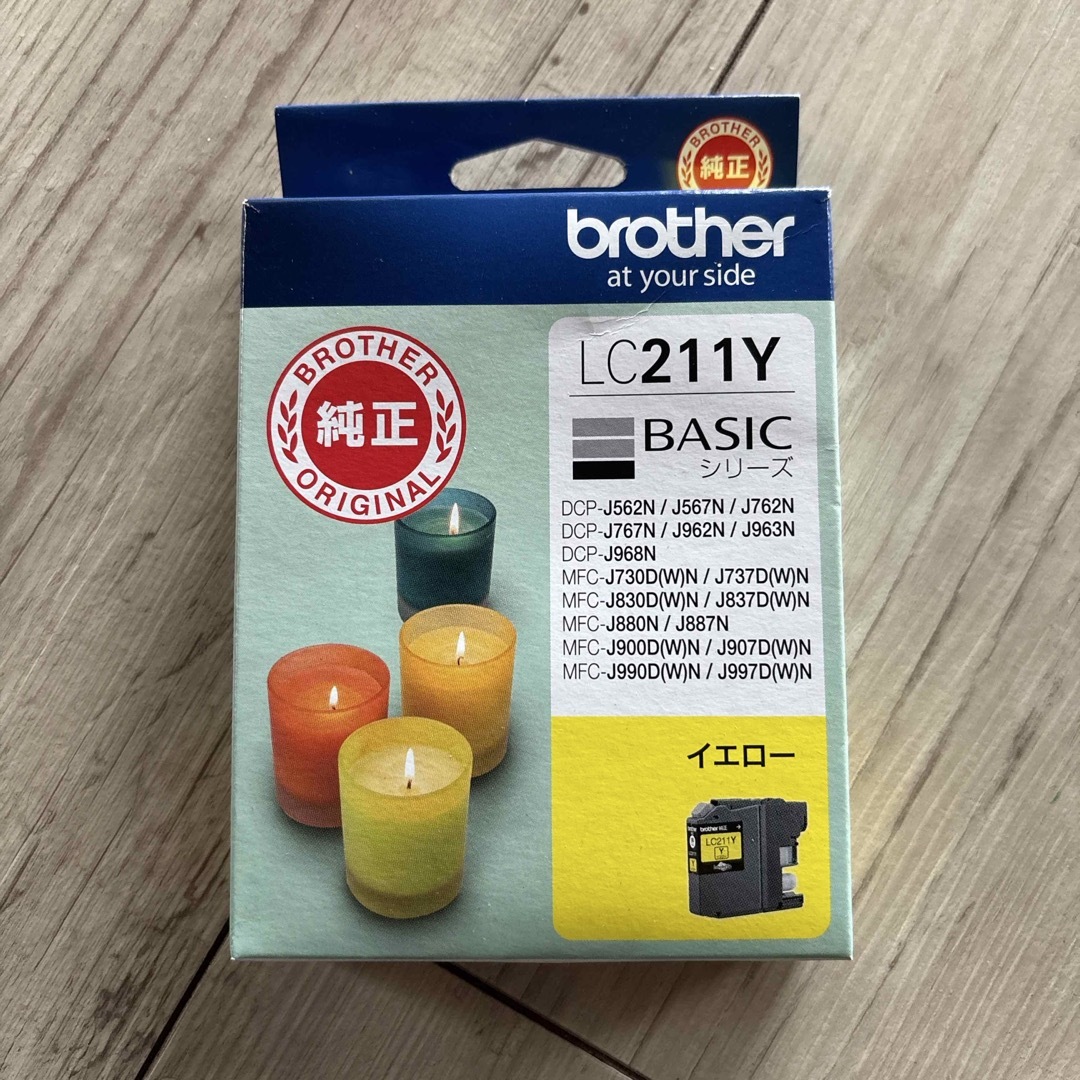 BROTHER
純正
brother
at your side
BROTHER
純正
ORIGINAL
LC211Y
BASIC
シリーズ
DCP-J562N / J567N / J762N
DCP-J767N / J962N / J963N
DCP-J968N
MFC-J730D(W)N / J737D(W)N
MFC-J830D(W)N / J837D(W)N
MFC-J880N / J887N
MFC-J900D(W)N / J907D(W)N
MFC-J990D(W)N / J997D(W)N
イエロー
brother
LC211Y
Y